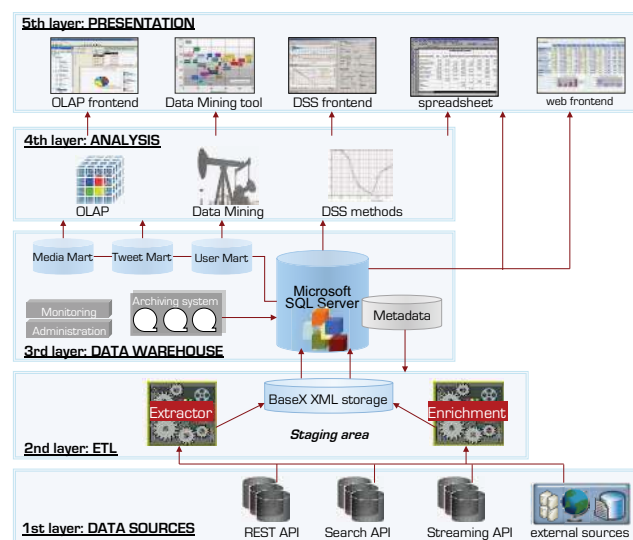 5th layer: PRESENTATION
OLAP frontend
Data Mining tool
DSS frontend
spreadsheet
web frontend
4th layer: ANALYSIS
OLAP
Data Mining
DSS methods
Media Mart
Tweet Mart
User Mart
Microsoft
SQL Server
Archiving system
Monitoring
Metadata
Administration
3rd layer: DATA WAREHOUSE
BaseX XML storage
Extractor
Enrichment
Staging area
2nd layer: ETL
1st layer: DATA SOURCES
REST API
Search API
Streaming API
external sources